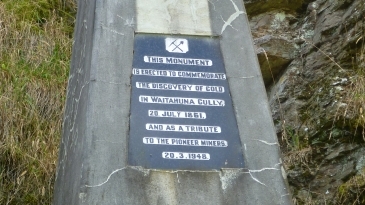 THIS MONUMENT
IS ERECTED TO COMMEMORATE
THE DISCOVERY OF GOLD
IN WAITAHUNA GULLY,
29 JULY 1861.
AND AS A TRIBUTE
TO THE PIONEER MINERS.
20.3.1948.